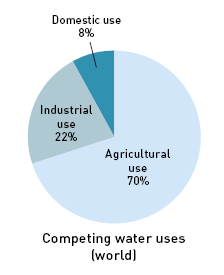 Domestic use
8%
Industrial
use
22%
Agricultural
use
70%
Competing water uses
(world)